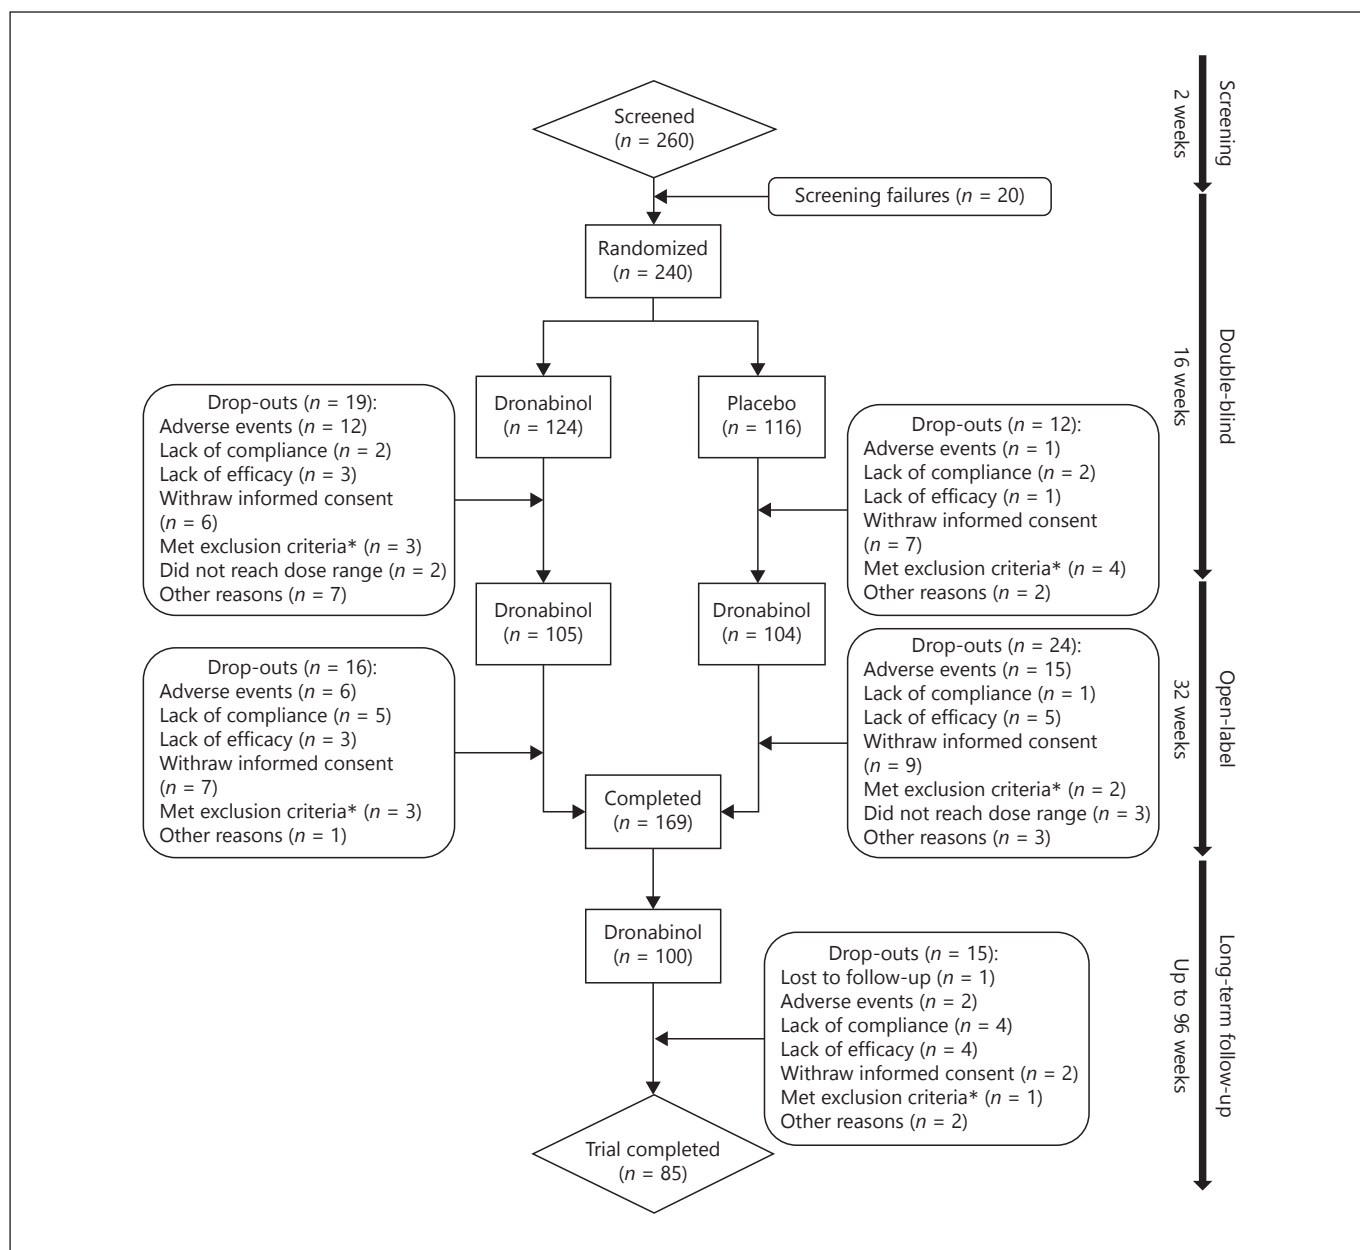 Screened
(n = 260)
Screening failures (n = 20)
Randomized
(n = 240)
Dronabinol
(n = 124)
Placebo
(n = 116)
Drop-outs (n = 19):
Adverse events (n = 12)
Lack of compliance (n = 2)
Lack of efficacy (n = 3)
Withraw informed consent
(n = 6)
Met exclusion criteria* (n = 3)
Did not reach dose range (n = 2)
Other reasons (n = 7)
Drop-outs (n = 12):
Adverse events (n = 1)
Lack of compliance (n = 2)
Lack of efficacy (n = 1)
Withraw informed consent
(n = 7)
Met exclusion criteria* (n = 4)
Other reasons (n = 2)
Dronabinol
(n = 105)
Dronabinol
(n = 104)
Drop-outs (n = 16):
Adverse events (n = 6)
Lack of compliance (n = 5)
Lack of efficacy (n = 3)
Withraw informed consent
(n = 7)
Met exclusion criteria* (n = 3)
Other reasons (n = 1)
Drop-outs (n = 24):
Adverse events (n = 15)
Lack of compliance (n = 1)
Lack of efficacy (n = 5)
Withraw informed consent
(n = 9)
Met exclusion criteria* (n = 2)
Did not reach dose range (n = 3)
Other reasons (n = 3)
Completed
(n = 169)
Dronabinol
(n = 100)
Drop-outs (n = 15):
Lost to follow-up (n = 1)
Adverse events (n = 2)
Lack of compliance (n = 4)
Lack of efficacy (n = 4)
Withraw informed consent (n = 2)
Met exclusion criteria* (n = 1)
Other reasons (n = 2)
Trial completed
(n = 85)
Screening
2 weeks
Double-blind
16 weeks
Open-label
32 weeks
Long-term follow-up
Up to 96 weeks